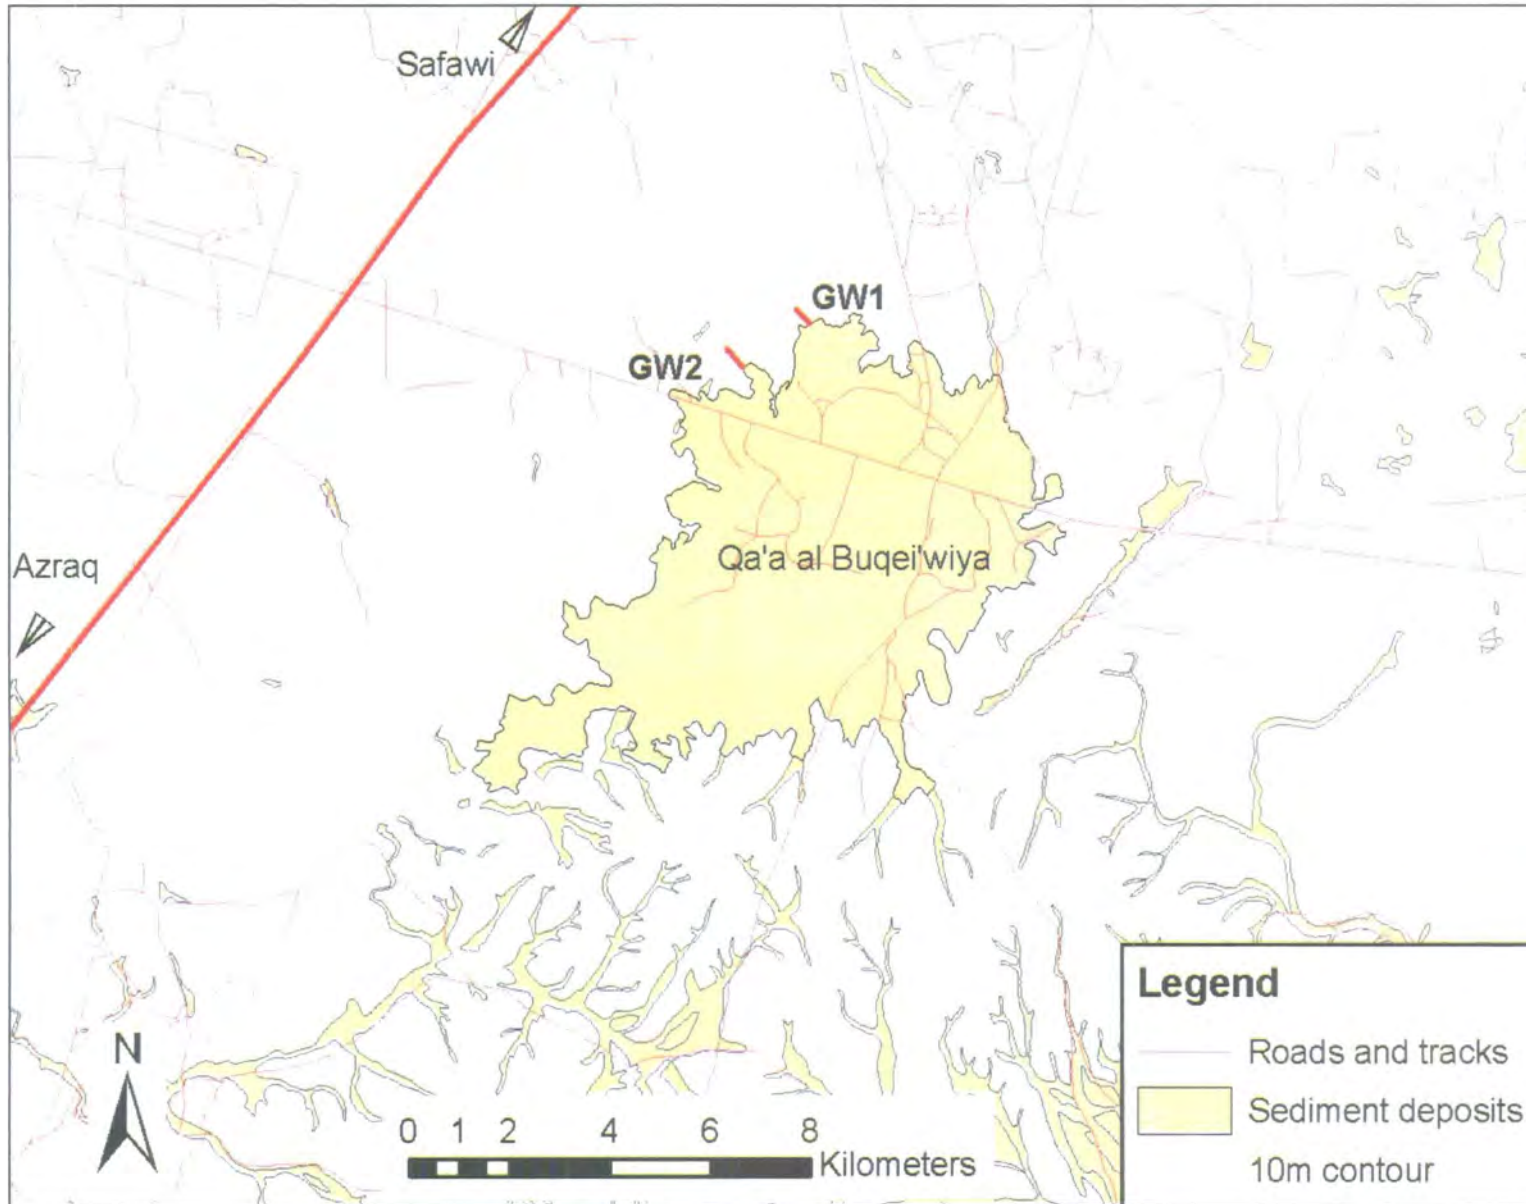 Safawi
GW1
GW2
Qa'a al Buqei'wiya
Azraq
N
0 1 2 4 6 8
Kilometers
Legend
Roads and tracks
Sediment deposits
10m contour